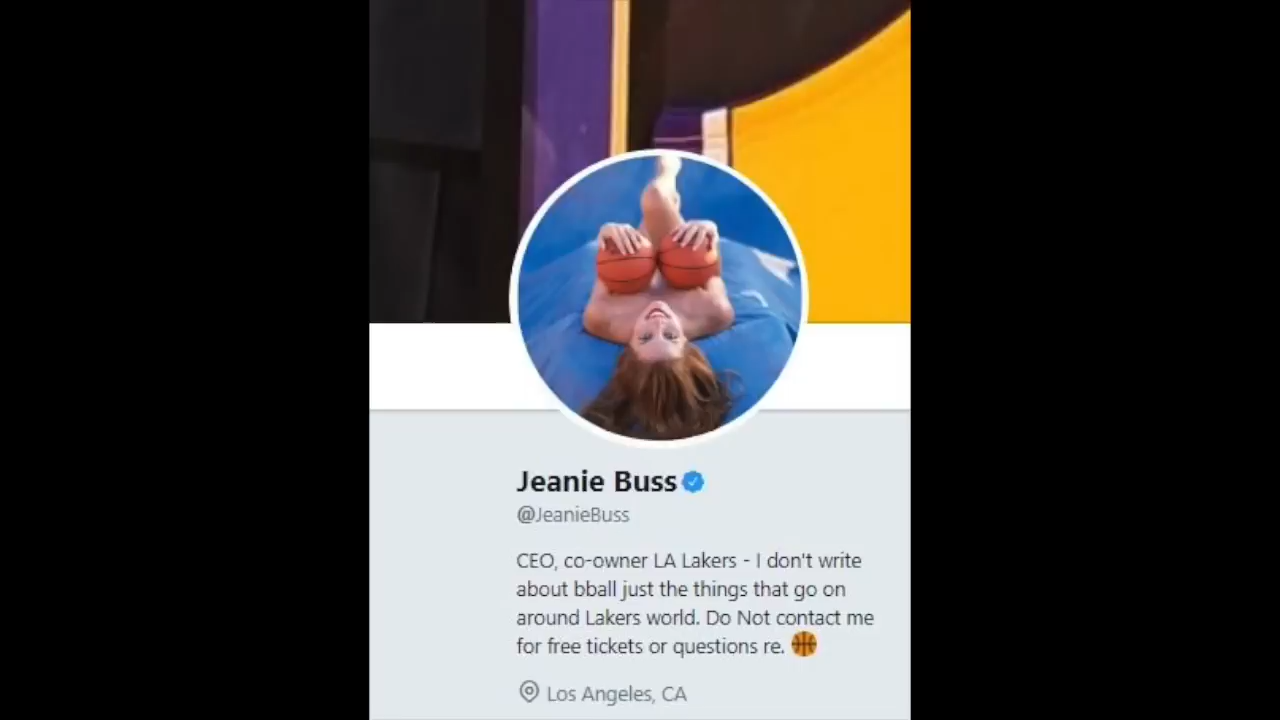 Jeanie Buss
@JeanieBuss
CEO, co-owner LA Lakers - I don't write
about bball just the things that go on
around Lakers world. Do Not contact me
for free tickets or questions re. 🏀
Los Angeles, CA